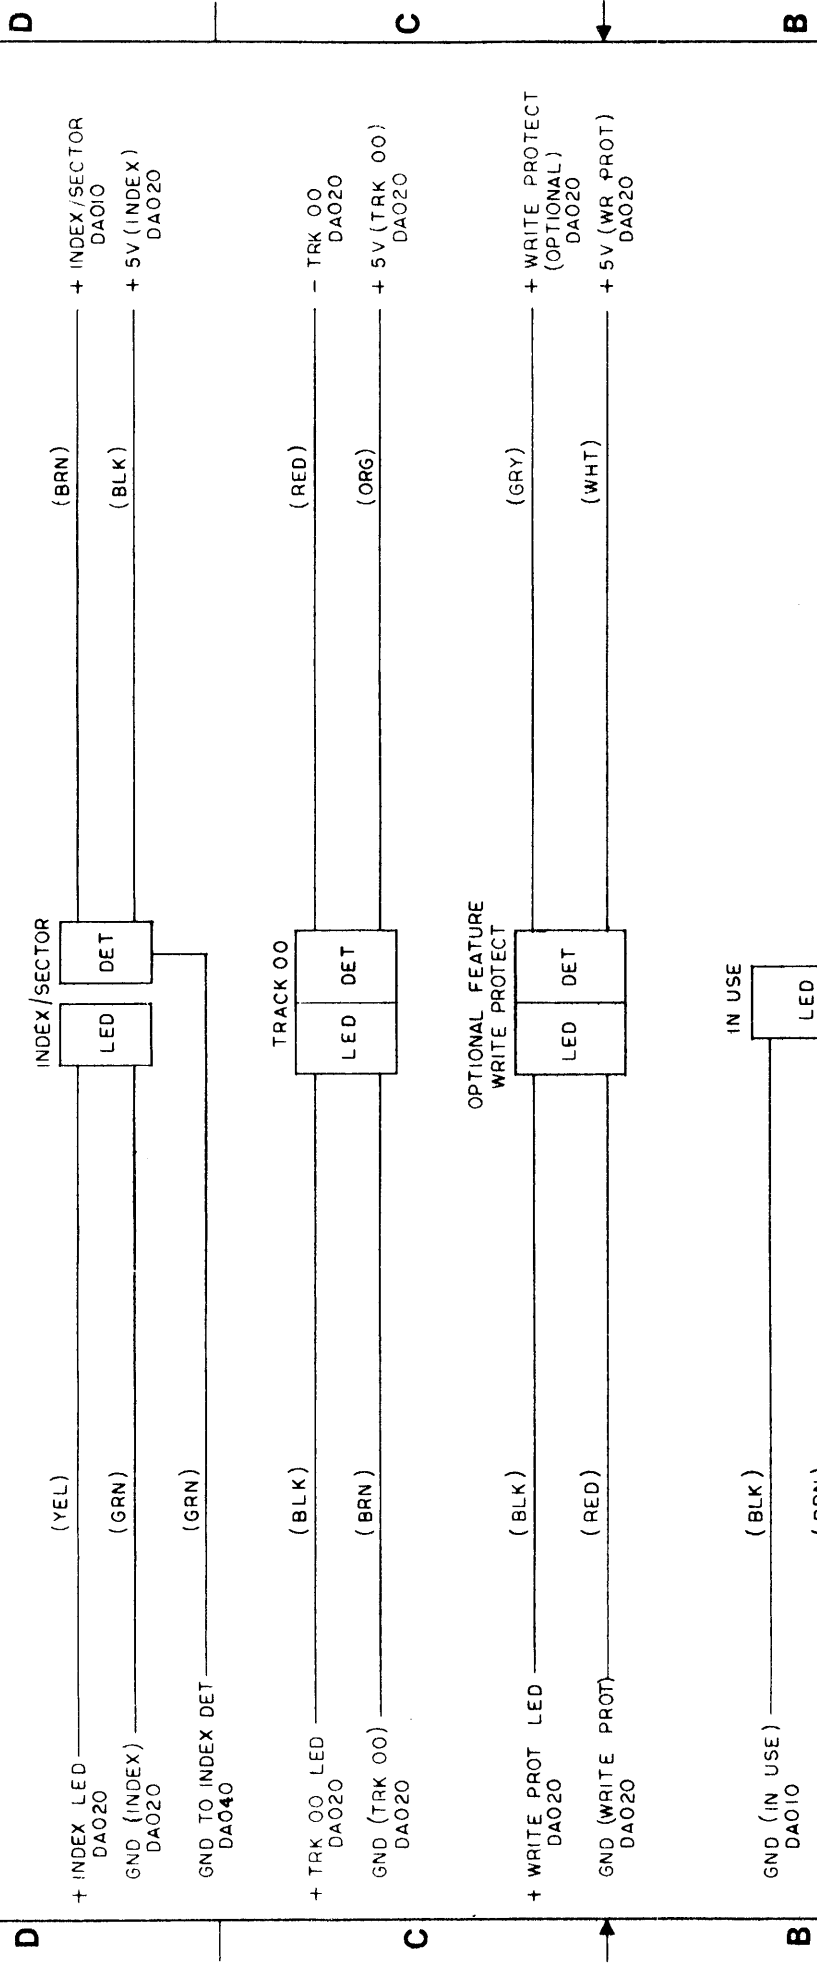 D
C
B
+ INDEX LED
DA020
(YEL)
GND (INDEX)
DA020
(GRN)
GND TO INDEX DET
DA040
(GRN)
INDEX/SECTOR
LED
DET
(BRN)
+ INDEX/SECTOR
DA010
(BLK)
+ 5V (INDEX)
DA020
+ TRK 00 LED
DA020
(BLK)
GND (TRK 00)
DA020
(BRN)
TRACK 00
LED
DET
(RED)
- TRK 00
DA020
(ORG)
+ 5V (TRK 00)
DA020
+ WRITE PROT LED
DA020
(BLK)
GND (WRITE PROT)
DA020
(RED)
OPTIONAL FEATURE
WRITE PROTECT
LED
DET
(GRY)
+ WRITE PROTECT
(OPTIONAL)
DA020
(WHT)
+ 5V (WR PROT)
DA020
GND (IN USE)
DA010
(BLK)
IN USE
LED
D
C
B